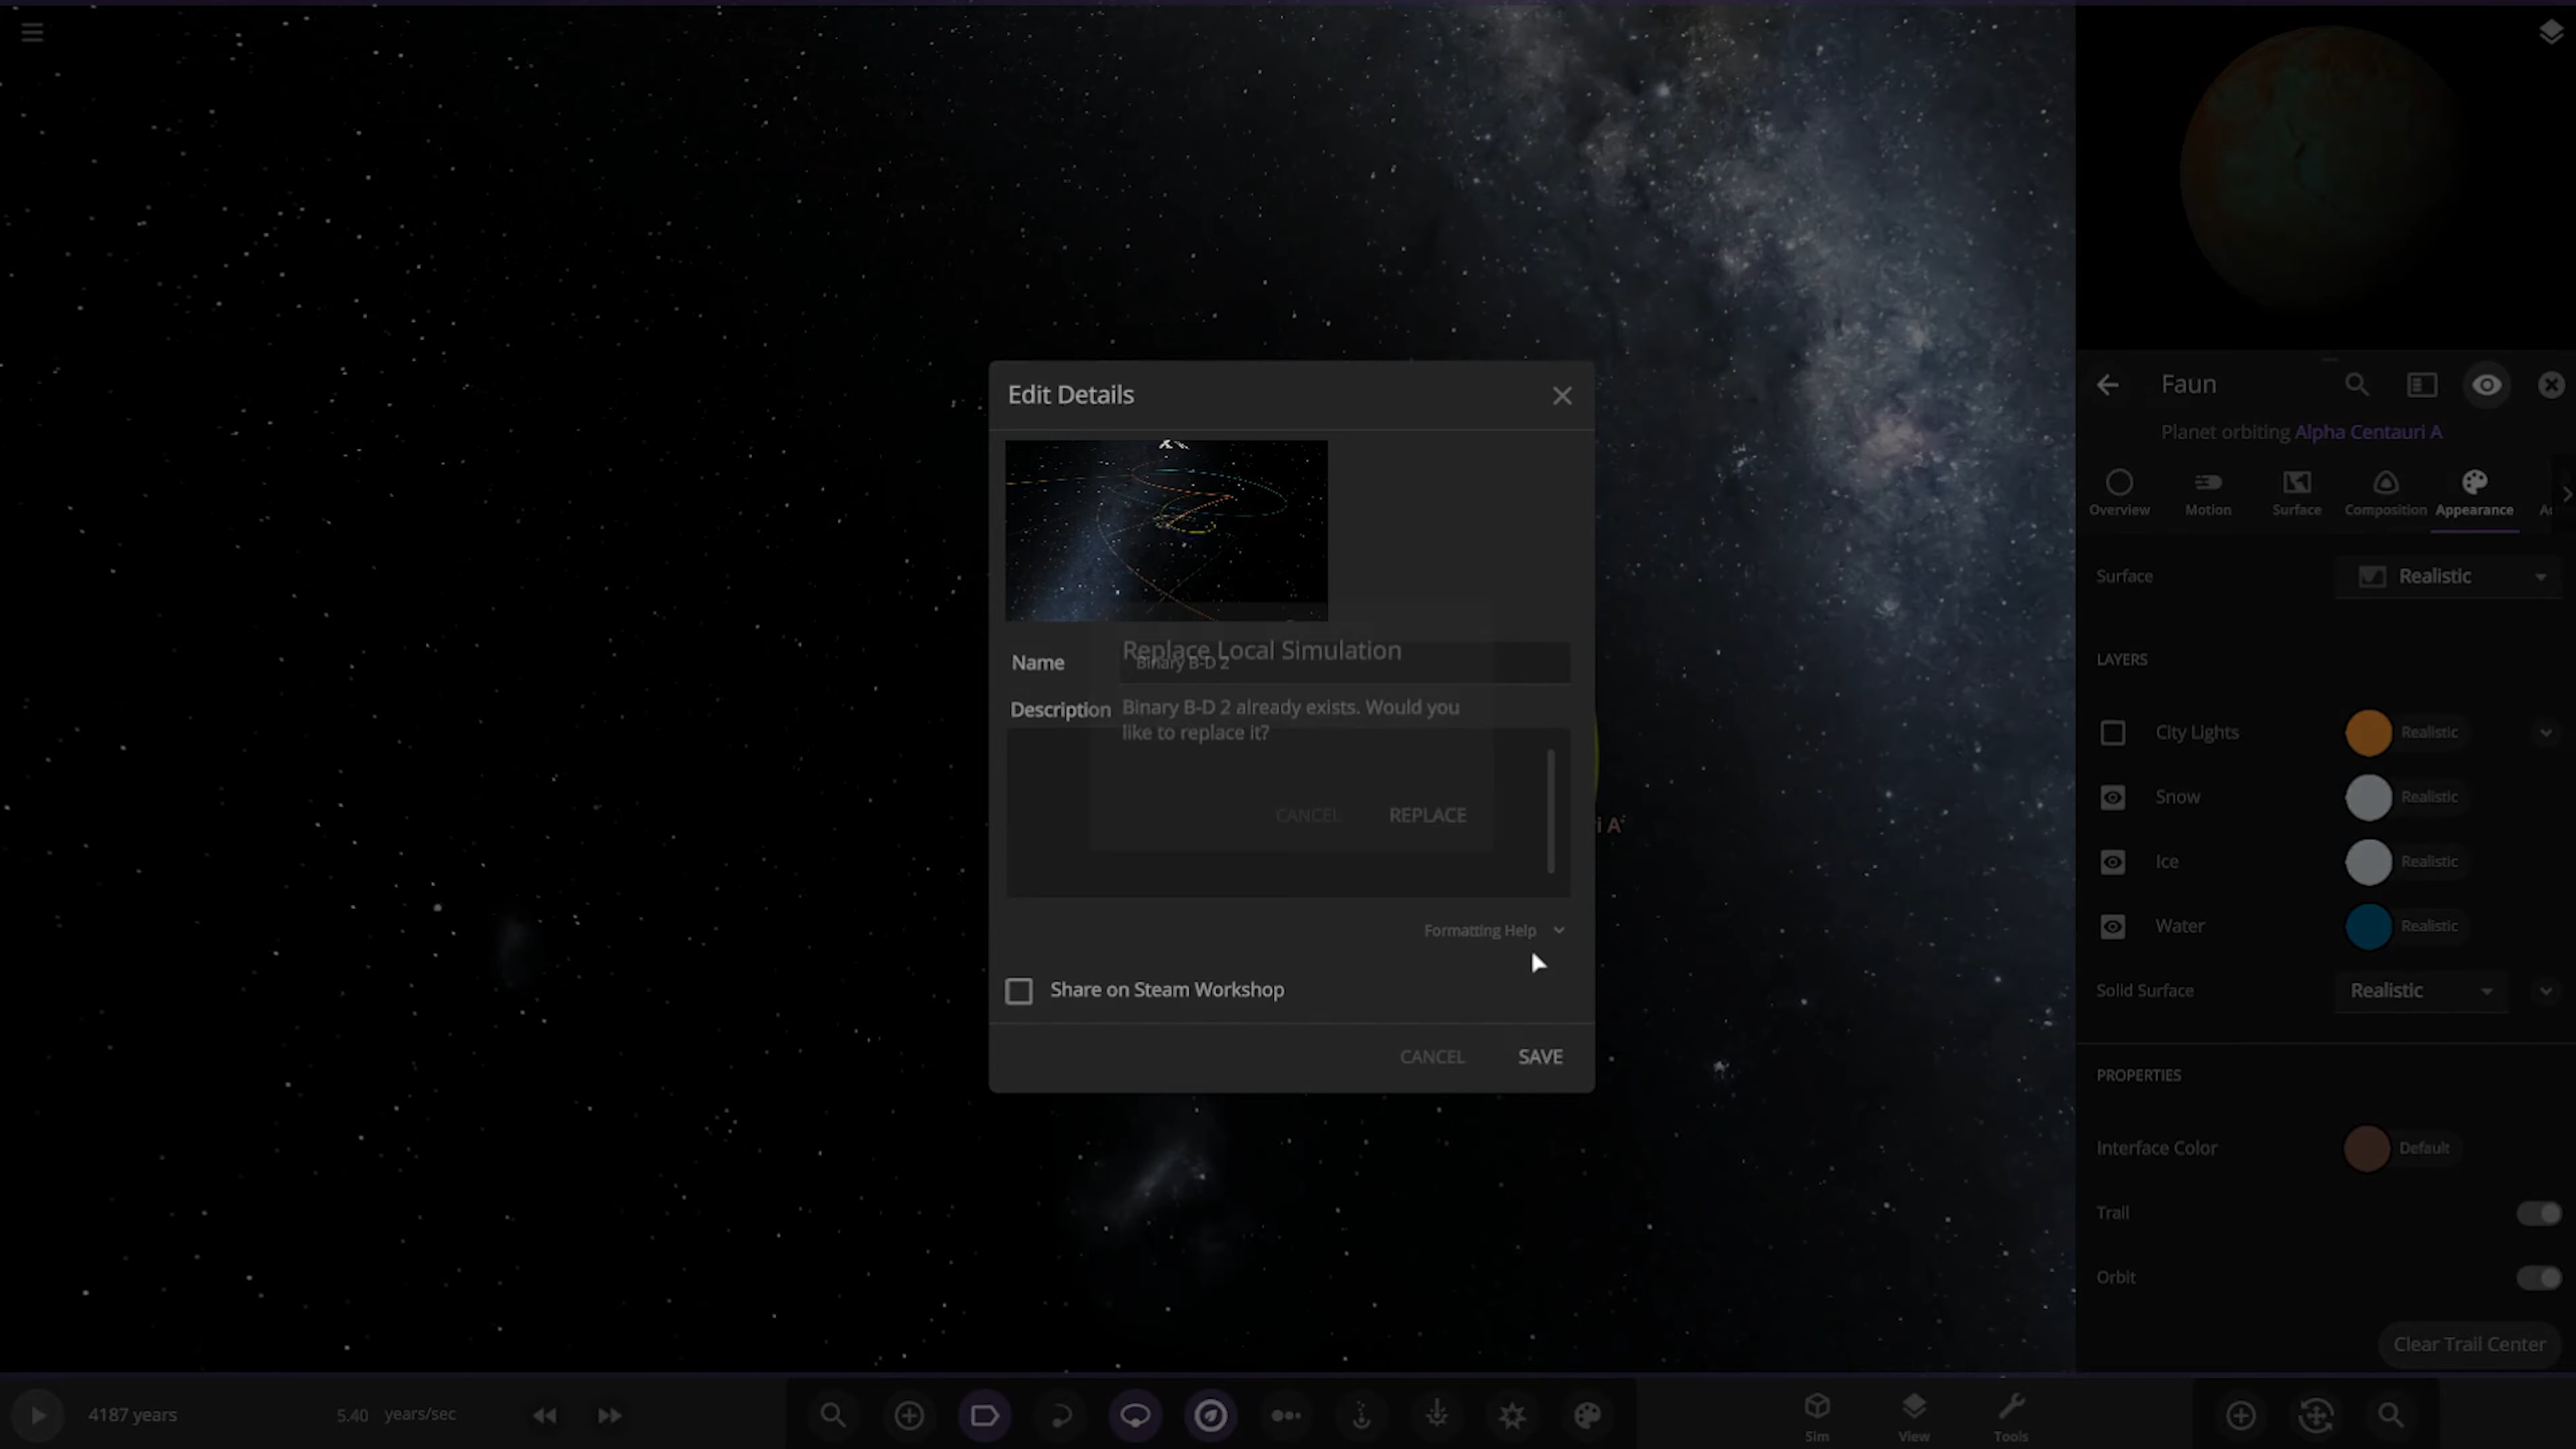 Edit Details
Name
Binary B-D 2
Replace Local Simulation
Description
Binary B-D 2 already exists. Would you
like to replace it?
CANCEL
REPLACE
Formatting Help
Share on Steam Workshop
CANCEL
SAVE
i A
Faun
Planet orbiting Alpha Centauri A
Overview
Motion
Surface
Composition
Appearance
Surface
Realistic
LAYERS
City Lights
Realistic
Snow
Realistic
Ice
Realistic
Water
Realistic
Solid Surface
Realistic
PROPERTIES
Interface Color
Default
Trail
Orbit
Clear Trail Center
4187 years
5.40 years/sec
Sim
View
Tools